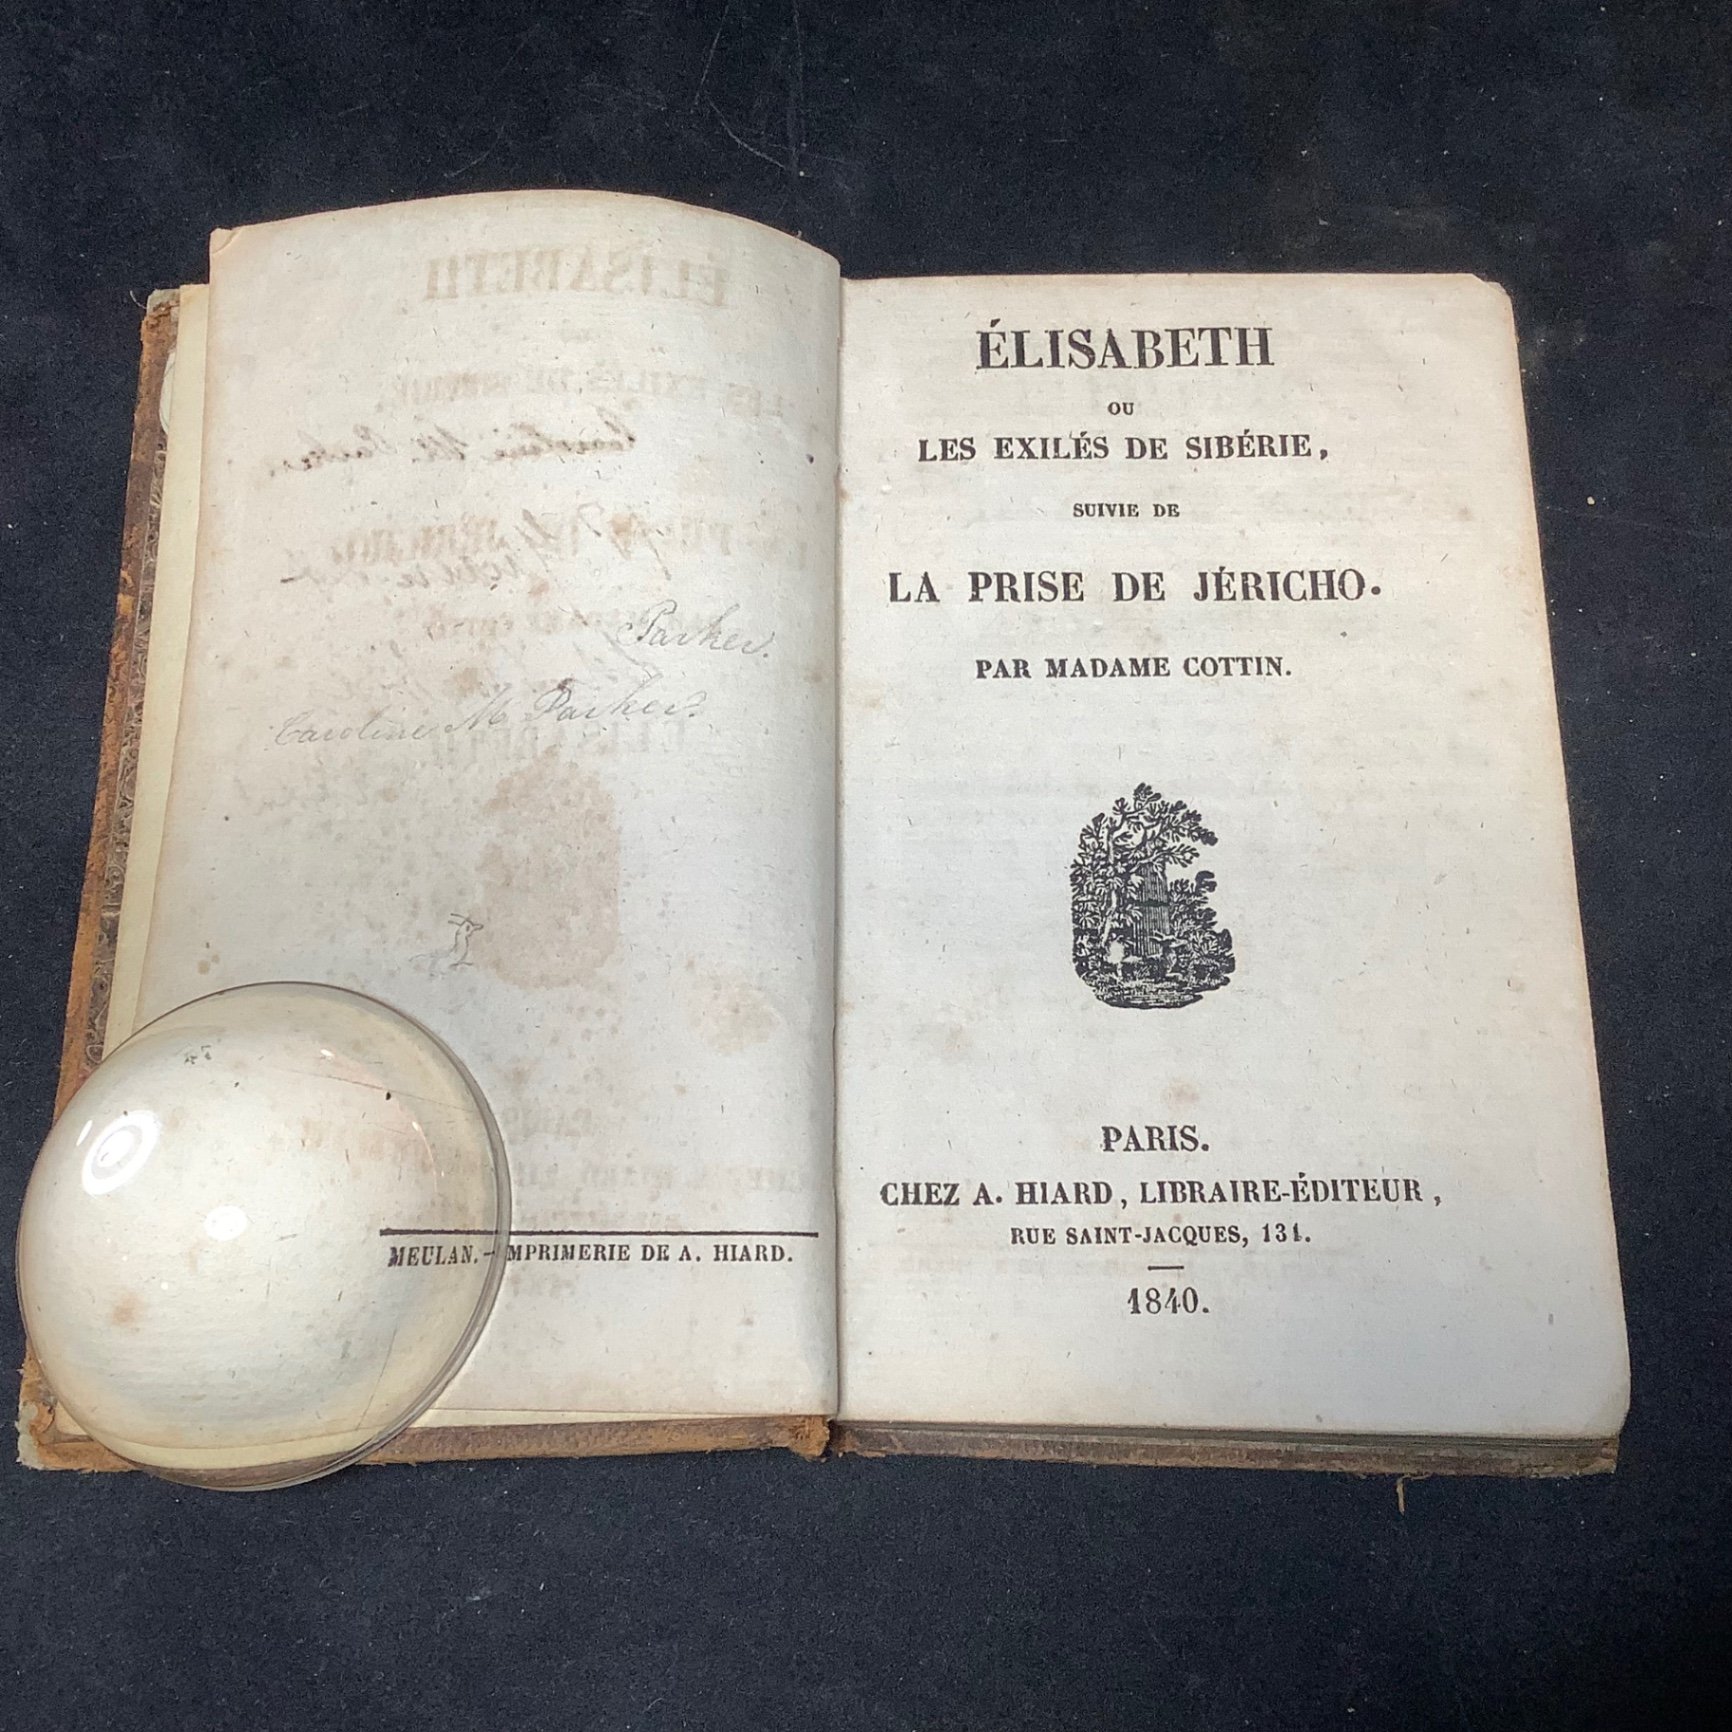 Parker.
Caroline M Parker.
MEULAN. - IMPRIMERIE DE A. HIARD.
ÉLISABETH
OU
LES EXILÉS DE SIBÉRIE,
SUIVIE DE
LA PRISE DE JÉRICHO.
PAR MADAME COTTIN.
PARIS.
CHEZ A. HIARD, LIBRAIRE-ÉDITEUR,
RUE SAINT-JACQUES, 131.
1840.